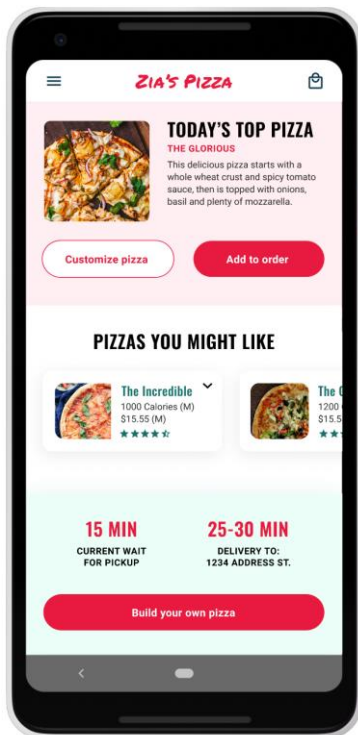 ZIA'S PIZZA
TODAY'S TOP PIZZA
THE GLORIOUS
This delicious pizza starts with a
whole wheat crust and spicy tomato
sauce, then is topped with onions,
basil and plenty of mozzarella.
Customize pizza
Add to order
PIZZAS YOU MIGHT LIKE
The Incredible
1000 Calories (M)
$15.55 (M)
The
1200
$15.5
15 MIN
CURRENT WAIT
FOR PICKUP
25-30 MIN
DELIVERY TO:
1234 ADDRESS ST.
Build your own pizza